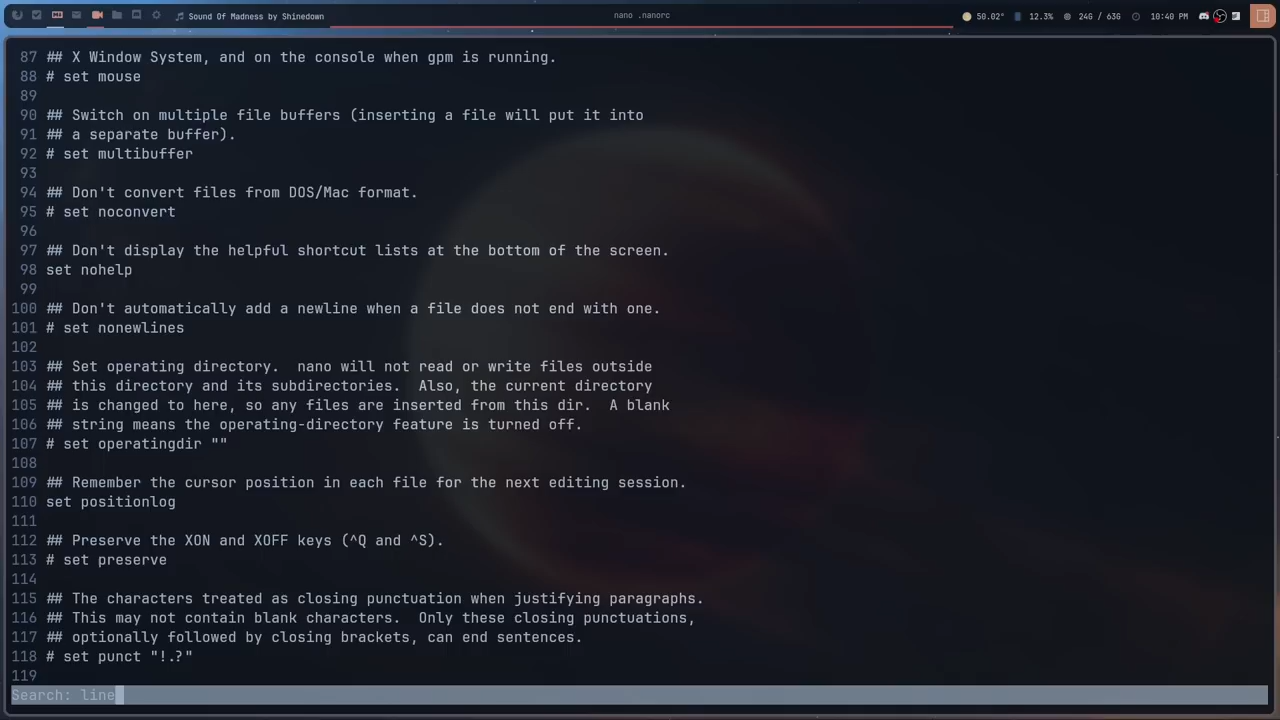 Sound Of Madness by Shinedown
nano .nanorc
50.02°
12.3%
24G / 63G
10:40 PM
87 ## X Window System, and on the console when gpm is running.
88 # set mouse
89
90 ## Switch on multiple file buffers (inserting a file will put it into
91 ## a separate buffer).
92 # set multibuffer
93
94 ## Don't convert files from DOS/Mac format.
95 # set noconvert
96
97 ## Don't display the helpful shortcut lists at the bottom of the screen.
98 set nohelp
99
100 ## Don't automatically add a newline when a file does not end with one.
101 # set nonewlines
102
103 ## Set operating directory.  nano will not read or write files outside
104 ## this directory and its subdirectories.  Also, the current directory
105 ## is changed to here, so any files are inserted from this dir.  A blank
106 ## string means the operating-directory feature is turned off.
107 # set operatingdir ""
108
109 ## Remember the cursor position in each file for the next editing session.
110 set positionlog
111
112 ## Preserve the XON and XOFF keys (^Q and ^S).
113 # set preserve
114
115 ## The characters treated as closing punctuation when justifying paragraphs.
116 ## This may not contain blank characters.  Only these closing punctuations,
117 ## optionally followed by closing brackets, can end sentences.
118 # set punct "!.?"
119
Search: line